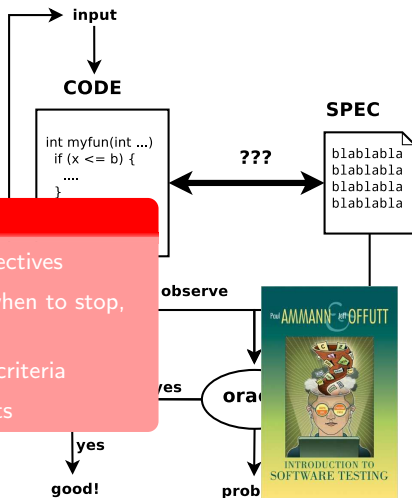 input
CODE
SPEC
int myfun(int ...)
if (x <= b) {
....
}
???
blablabla
blablabla
blablabla
blablabla
ectives
when to stop,
criteria
ts
observe
yes
orac
yes
good!
prob
Paul AMMANN & Jeff OFFUTT
INTRODUCTION TO
SOFTWARE TESTING